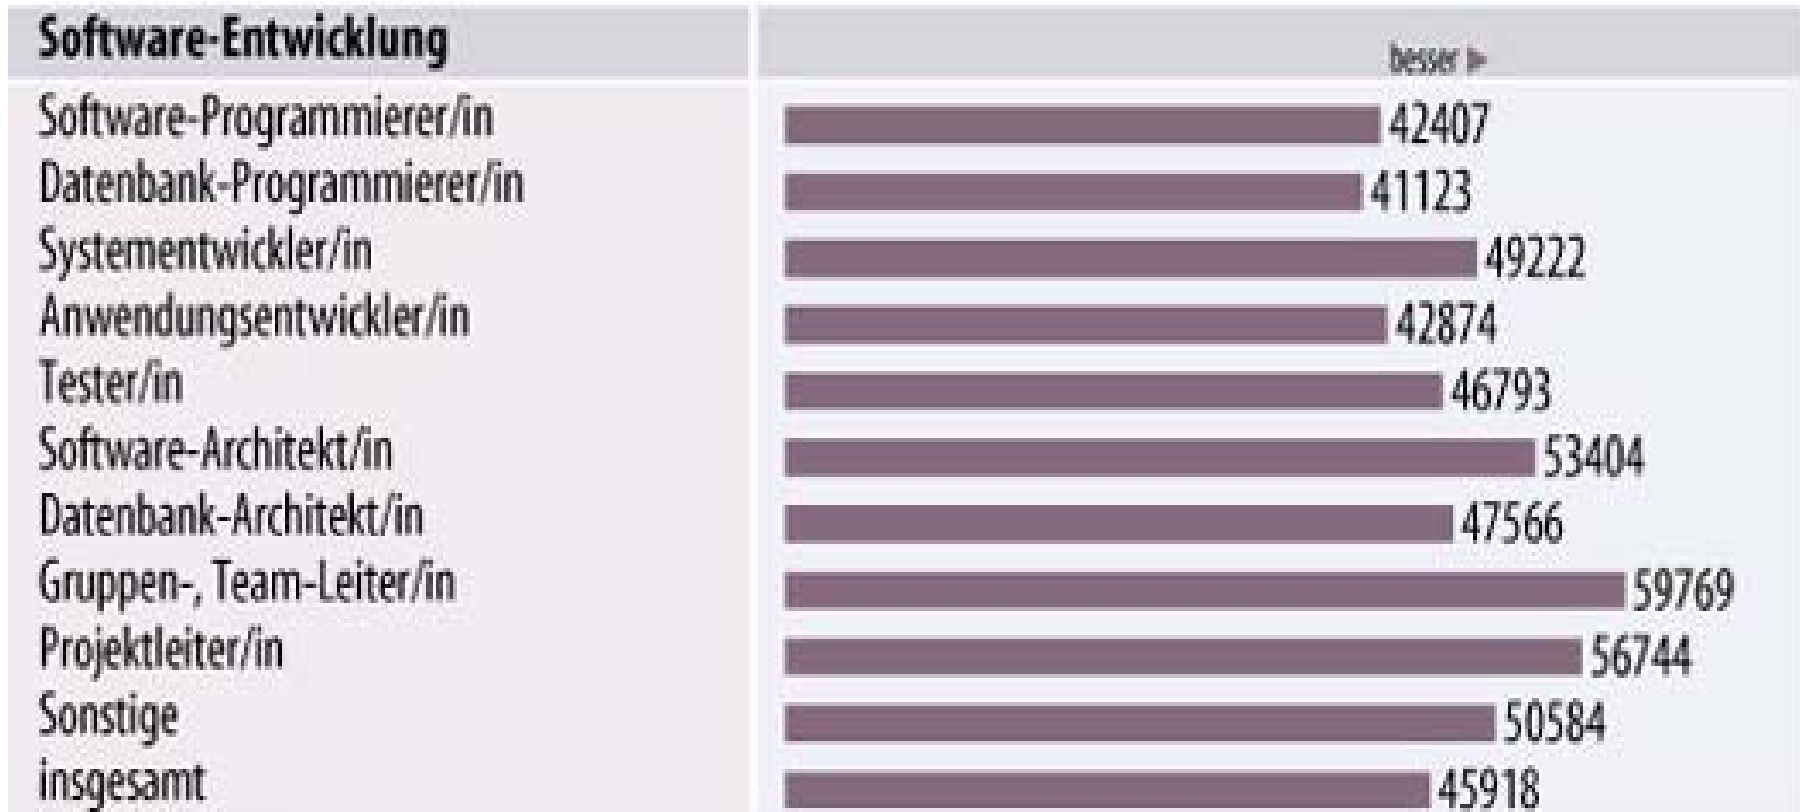 Software-Entwicklung
besser ▶
Software-Programmierer/in 42407
Datenbank-Programmierer/in 41123
Systementwickler/in 49222
Anwendungsentwickler/in 42874
Tester/in 46793
Software-Architekt/in 53404
Datenbank-Architekt/in 47566
Gruppen-, Team-Leiter/in 59769
Projektleiter/in 56744
Sonstige 50584
insgesamt 45918